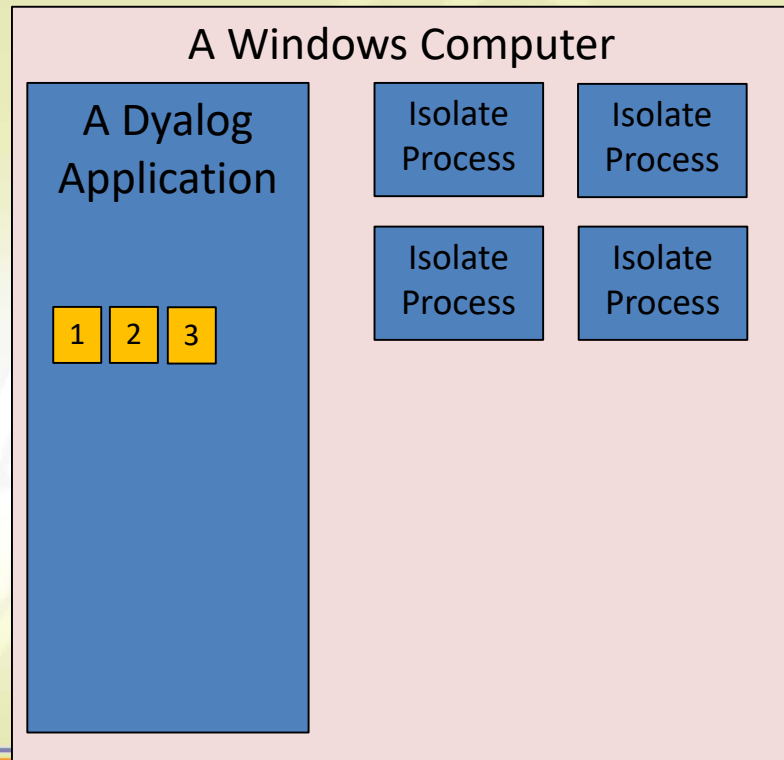 A Windows Computer
A Dyalog
Application
1 2 3
Isolate
Process
Isolate
Process
Isolate
Process
Isolate
Process